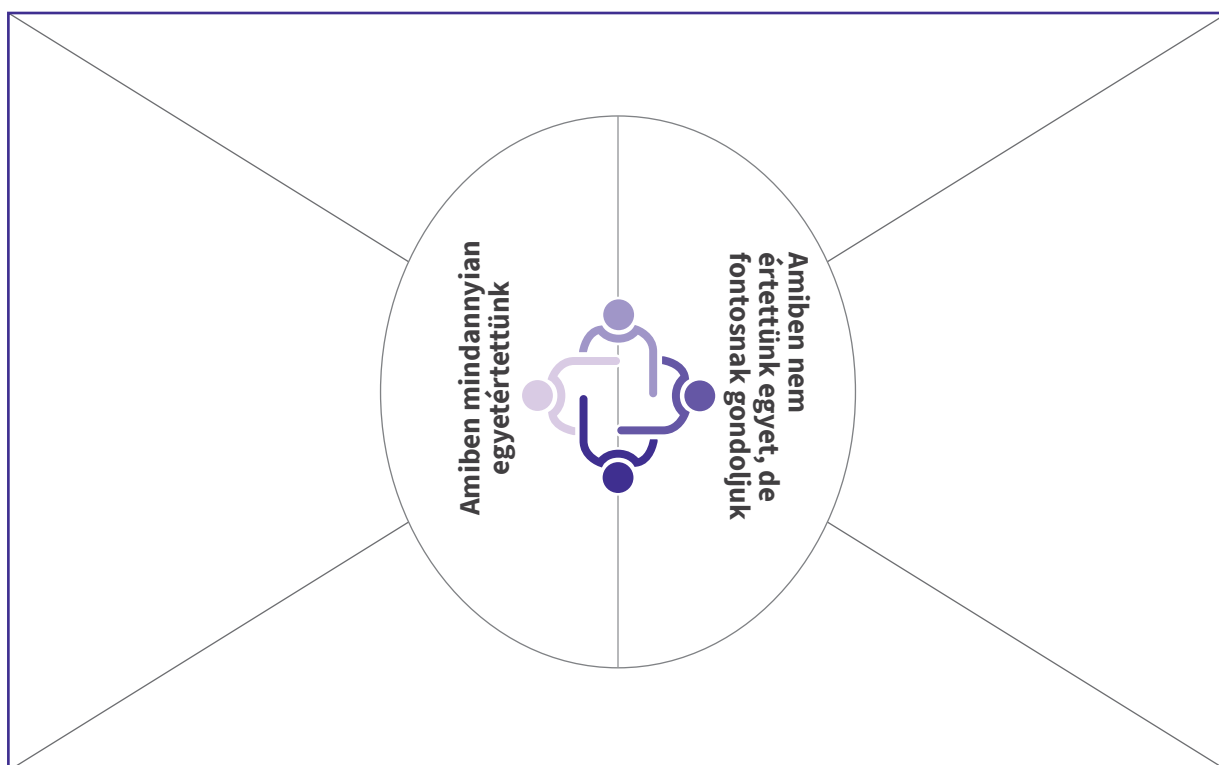 Amiben mindannyian
egyetértettünk
Amiben nem
értettünk egyet, de
fontosnak gondoljuk